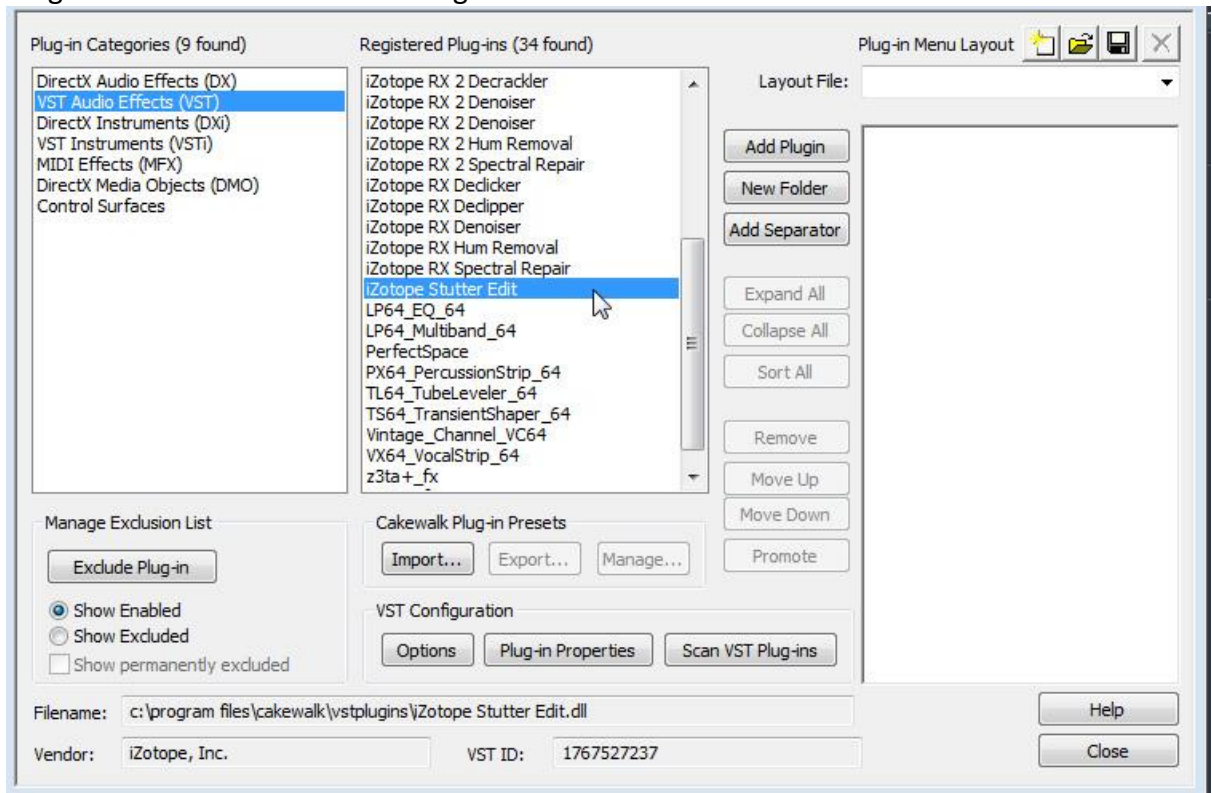 Plug-in Categories (9 found)
Registered Plug-ins (34 found)
Plug-in Menu Layout
DirectX Audio Effects (DX)
VST Audio Effects (VST)
DirectX Instruments (DXi)
VST Instruments (VSTi)
MIDI Effects (MFX)
DirectX Media Objects (DMO)
Control Surfaces
iZotope RX 2 Decrackler
iZotope RX 2 Denoiser
iZotope RX 2 Denoiser
iZotope RX 2 Hum Removal
iZotope RX 2 Spectral Repair
iZotope RX Declicker
iZotope RX Declipper
iZotope RX Denoiser
iZotope RX Hum Removal
iZotope RX Spectral Repair
iZotope Stutter Edit
LP64_EQ_64
LP64_Multiband_64
PerfectSpace
PX64_PercussionStrip_64
TL64_TubeLeveler_64
TS64_TransientShaper_64
Vintage_Channel_VC64
VX64_VocalStrip_64
z3ta+_fx
Layout File:
Add Plugin
New Folder
Add Separator
Expand All
Collapse All
Sort All
Remove
Move Up
Move Down
Promote
Manage Exclusion List
Exclude Plug-in
Show Enabled
Show Excluded
Show permanently excluded
Cakewalk Plug-in Presets
Import...
Export...
Manage...
VST Configuration
Options
Plug-in Properties
Scan VST Plug-ins
Filename: c:\program files\cakewalk\vstplugins\iZotope Stutter Edit.dll
Help
Vendor: iZotope, Inc.
VST ID: 1767527237
Close